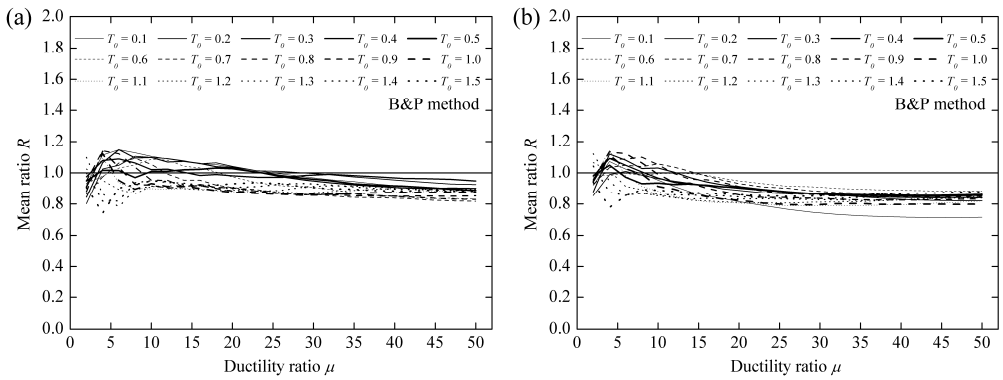 (a)
Mean ratio R
2.0
1.8
1.6
1.4
1.2
1.0
0.8
0.6
0.4
0.2
0.0
T0 = 0.1 T0 = 0.2 T0 = 0.3 T0 = 0.4 T0 = 0.5
T0 = 0.6 T0 = 0.7 T0 = 0.8 T0 = 0.9 T0 = 1.0
T0 = 1.1 T0 = 1.2 T0 = 1.3 T0 = 1.4 T0 = 1.5
B&P method
0 5 10 15 20 25 30 35 40 45 50
Ductility ratio μ
(b)
Mean ratio R
2.0
1.8
1.6
1.4
1.2
1.0
0.8
0.6
0.4
0.2
0.0
T0 = 0.1 T0 = 0.2 T0 = 0.3 T0 = 0.4 T0 = 0.5
T0 = 0.6 T0 = 0.7 T0 = 0.8 T0 = 0.9 T0 = 1.0
T0 = 1.1 T0 = 1.2 T0 = 1.3 T0 = 1.4 T0 = 1.5
B&P method
0 5 10 15 20 25 30 35 40 45 50
Ductility ratio μ